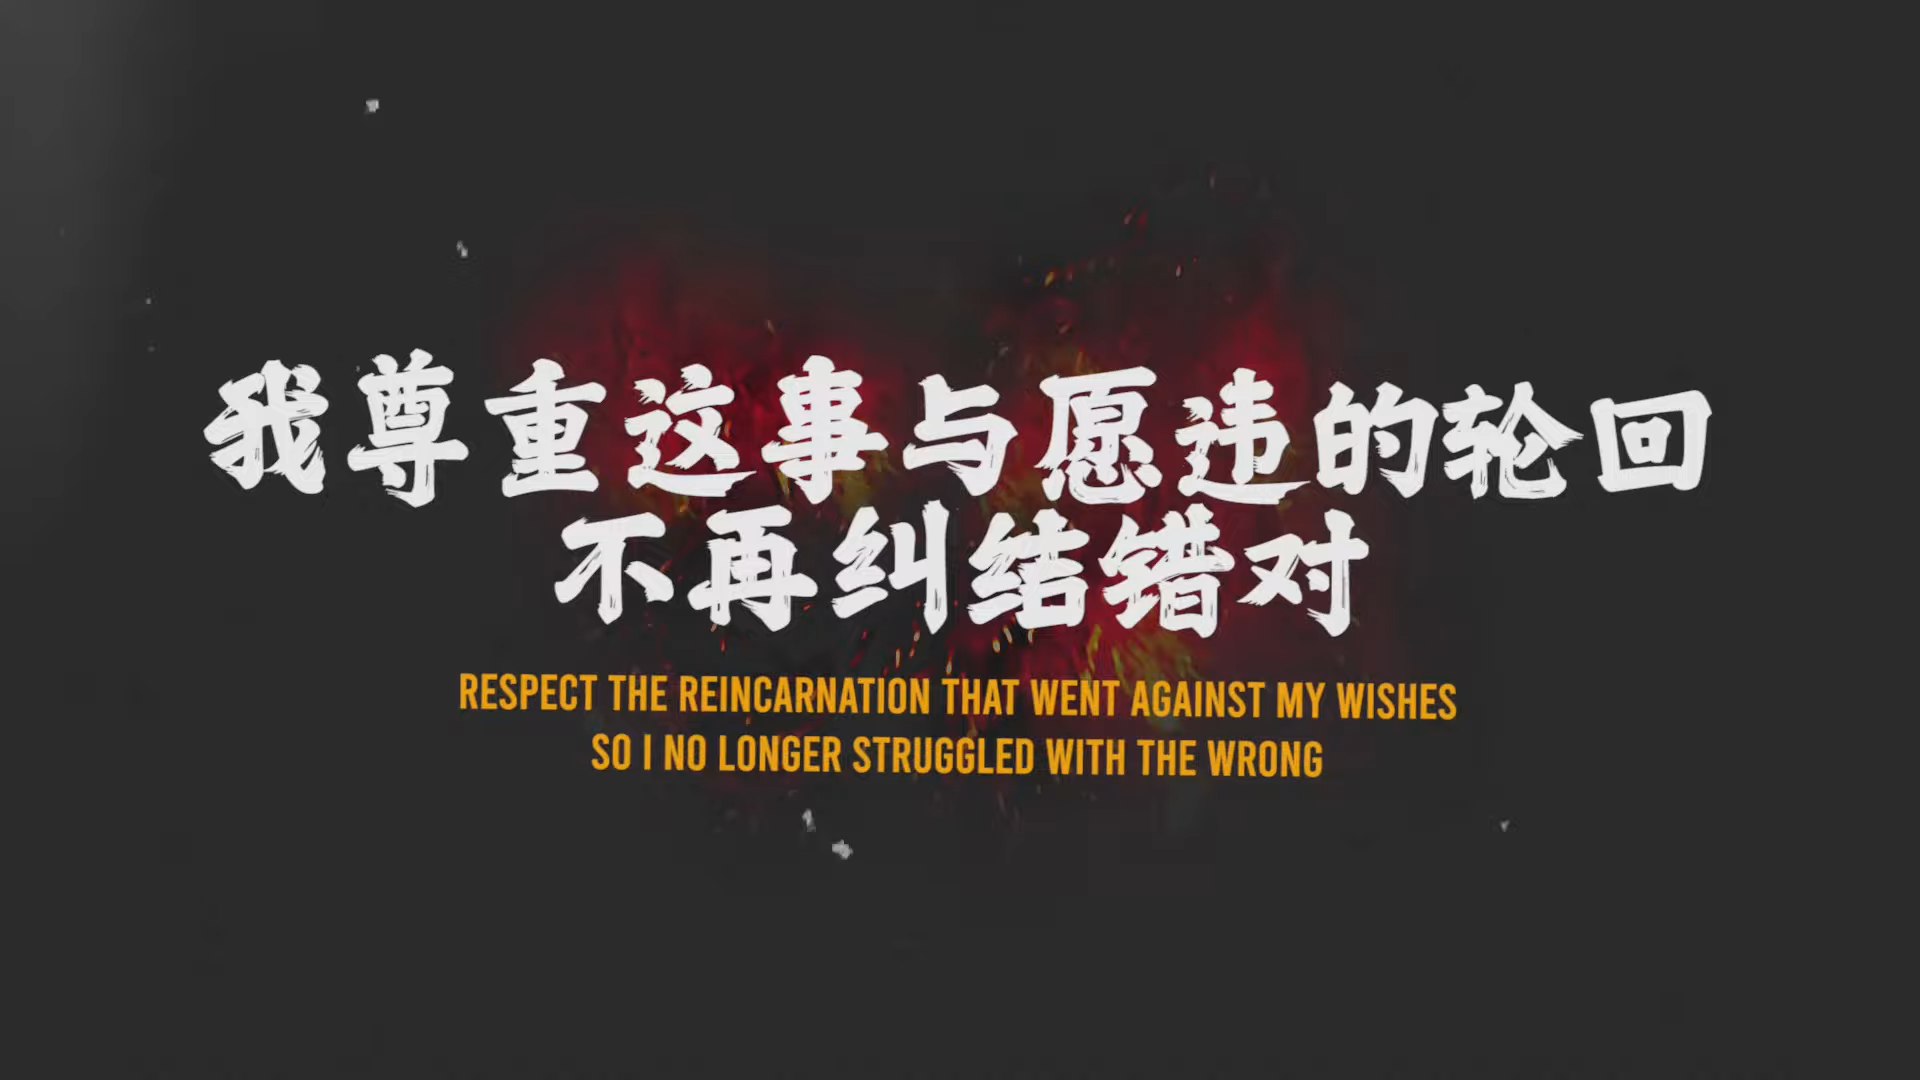 我尊重这事与愿违的轮回
不再纠结错对
RESPECT THE REINCARNATION THAT WENT AGAINST MY WISHES
SO I NO LONGER STRUGGLED WITH THE WRONG